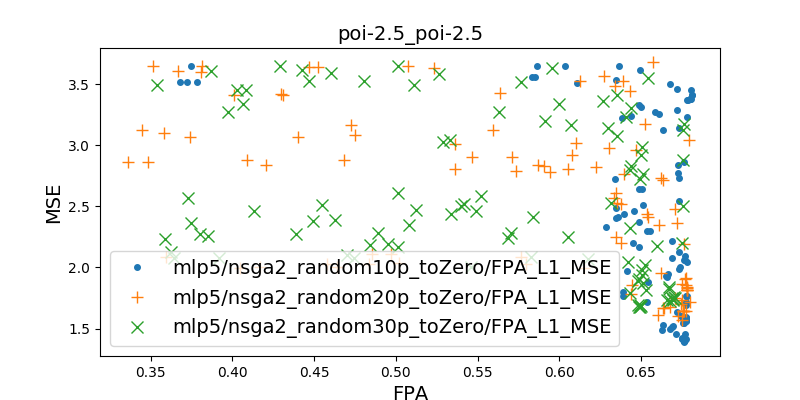 poi-2.5_poi-2.5
MSE
3.5
3.0
2.5
2.0
1.5
mlp5/nsga2_random10p_toZero/FPA_L1_MSE
mlp5/nsga2_random20p_toZero/FPA_L1_MSE
mlp5/nsga2_random30p_toZero/FPA_L1_MSE
0.35 0.40 0.45 0.50 0.55 0.60 0.65
FPA